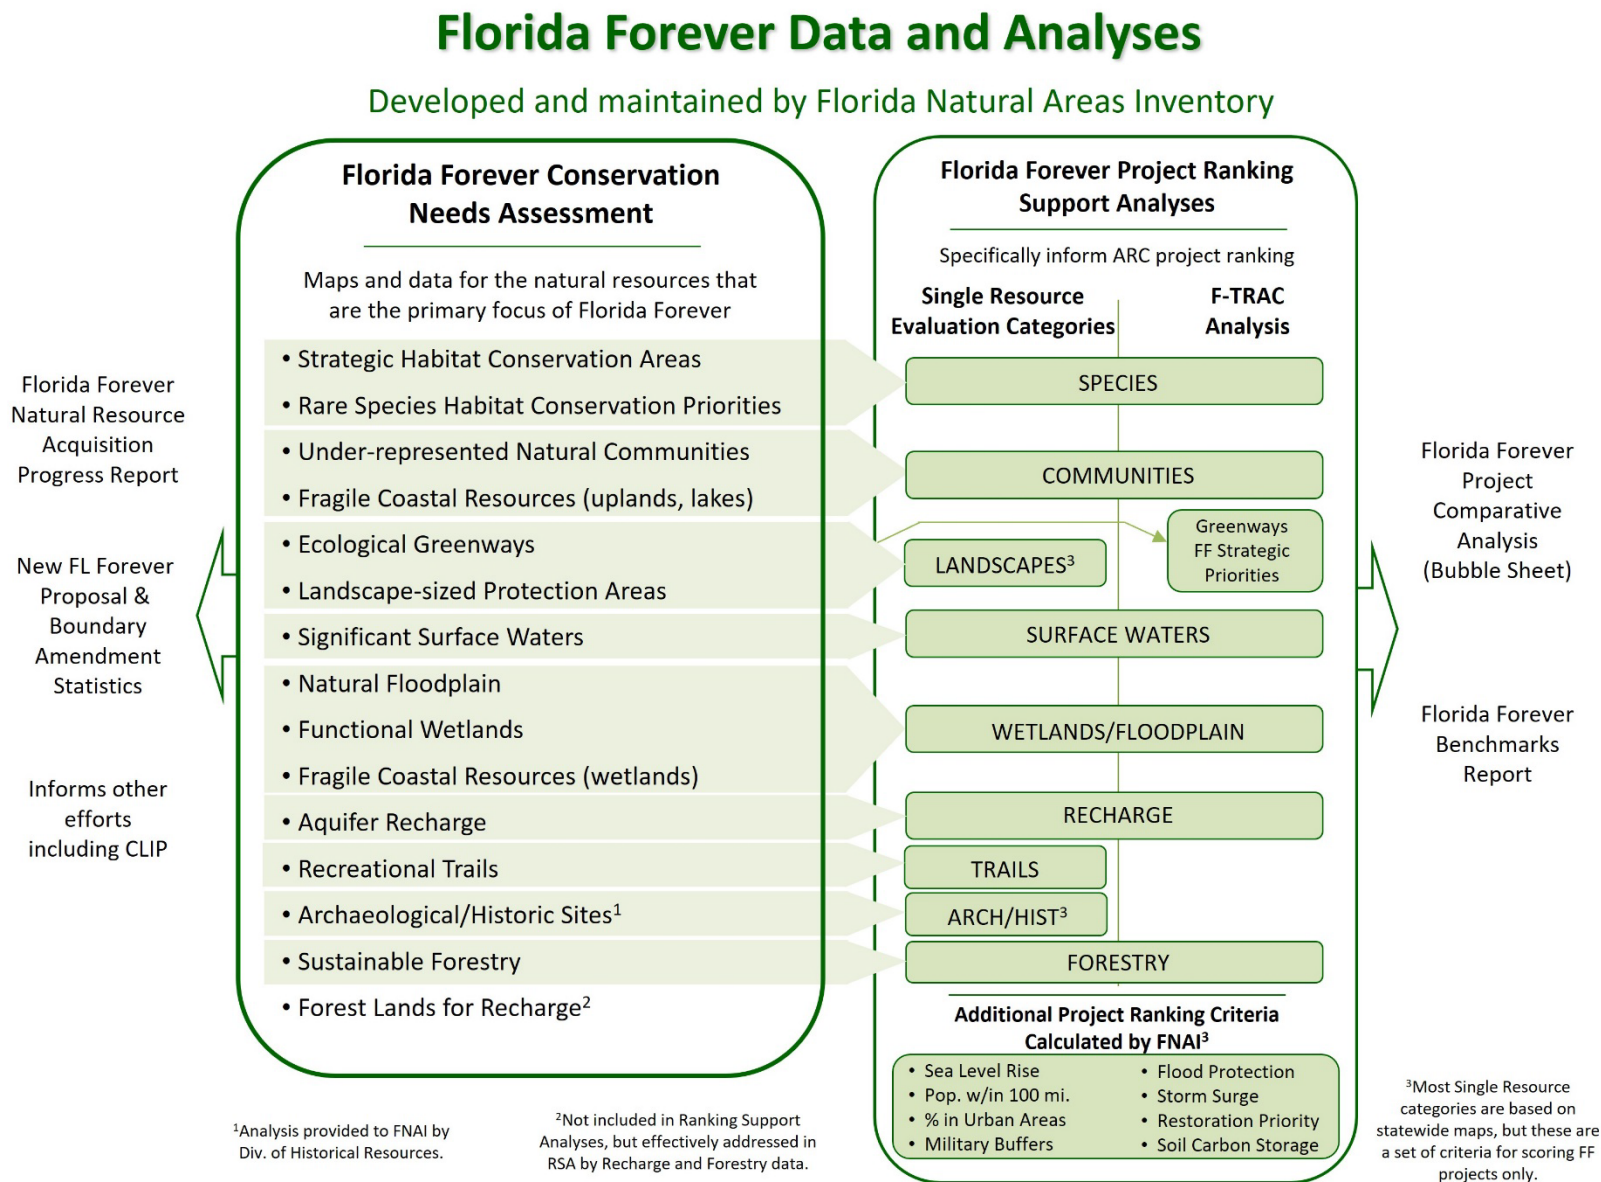 Florida Forever Data and Analyses
Developed and maintained by Florida Natural Areas Inventory
Florida Forever
Natural Resource
Acquisition
Progress Report
New FL Forever
Proposal &
Boundary
Amendment
Statistics
Informs other
efforts
including CLIP
Florida Forever Conservation
Needs Assessment
Maps and data for the natural resources that
are the primary focus of Florida Forever
• Strategic Habitat Conservation Areas
• Rare Species Habitat Conservation Priorities
• Under-represented Natural Communities
• Fragile Coastal Resources (uplands, lakes)
• Ecological Greenways
• Landscape-sized Protection Areas
• Significant Surface Waters
• Natural Floodplain
• Functional Wetlands
• Fragile Coastal Resources (wetlands)
• Aquifer Recharge
• Recreational Trails
• Archaeological/Historic Sites¹
• Sustainable Forestry
• Forest Lands for Recharge²
Florida Forever Project Ranking
Support Analyses
Specifically inform ARC project ranking
Single Resource
Evaluation Categories
F-TRAC
Analysis
SPECIES
COMMUNITIES
LANDSCAPES³
Greenways
FF Strategic
Priorities
SURFACE WATERS
WETLANDS/FLOODPLAIN
RECHARGE
TRAILS
ARCH/HIST³
FORESTRY
Additional Project Ranking Criteria
Calculated by FNAI³
• Sea Level Rise
• Pop. w/in 100 mi.
• % in Urban Areas
• Military Buffers
• Flood Protection
• Storm Surge
• Restoration Priority
• Soil Carbon Storage
Florida Forever
Project
Comparative
Analysis
(Bubble Sheet)
Florida Forever
Benchmarks
Report
¹Analysis provided to FNAI by
Div. of Historical Resources.
²Not included in Ranking Support
Analyses, but effectively addressed in
RSA by Recharge and Forestry data.
³Most Single Resource
categories are based on
statewide maps, but these are
a set of criteria for scoring FF
projects only.